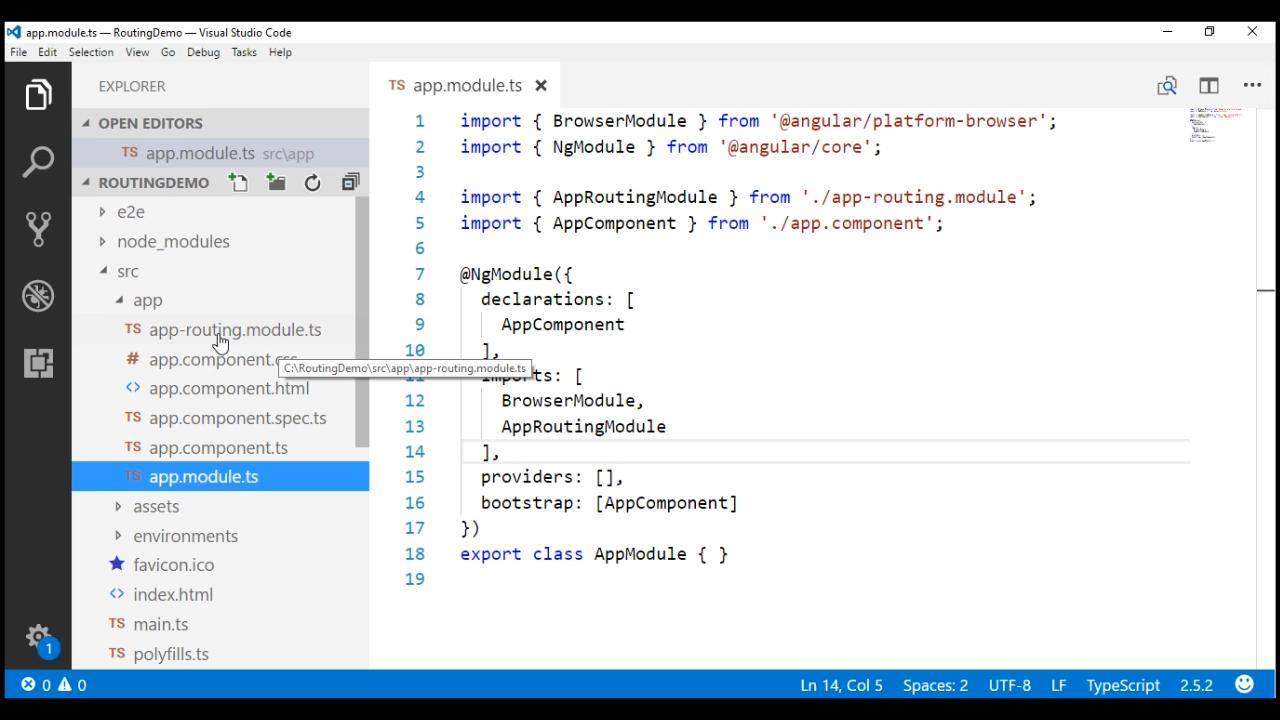 app.module.ts — RoutingDemo — Visual Studio Code
File Edit Selection View Go Debug Tasks Help
EXPLORER
OPEN EDITORS
TS app.module.ts src\app
ROUTINGDEMO
e2e
node_modules
src
app
TS app-routing.module.ts
# app.component.css
C:\RoutingDemo\src\app\app-routing.module.ts
<> app.component.html
TS app.component.spec.ts
TS app.component.ts
TS app.module.ts
assets
environments
favicon.ico
<> index.html
TS main.ts
TS polyfills.ts
1
TS app.module.ts
1 import { BrowserModule } from '@angular/platform-browser';
2 import { NgModule } from '@angular/core';
3
4 import { AppRoutingModule } from './app-routing.module';
5 import { AppComponent } from './app.component';
6
7 @NgModule({
8 declarations: [
9 AppComponent
10 ],
11 imports: [
12 BrowserModule,
13 AppRoutingModule
14 ],
15 providers: [],
16 bootstrap: [AppComponent]
17 })
18 export class AppModule { }
19
0 0
Ln 14, Col 5 Spaces: 2 UTF-8 LF TypeScript 2.5.2